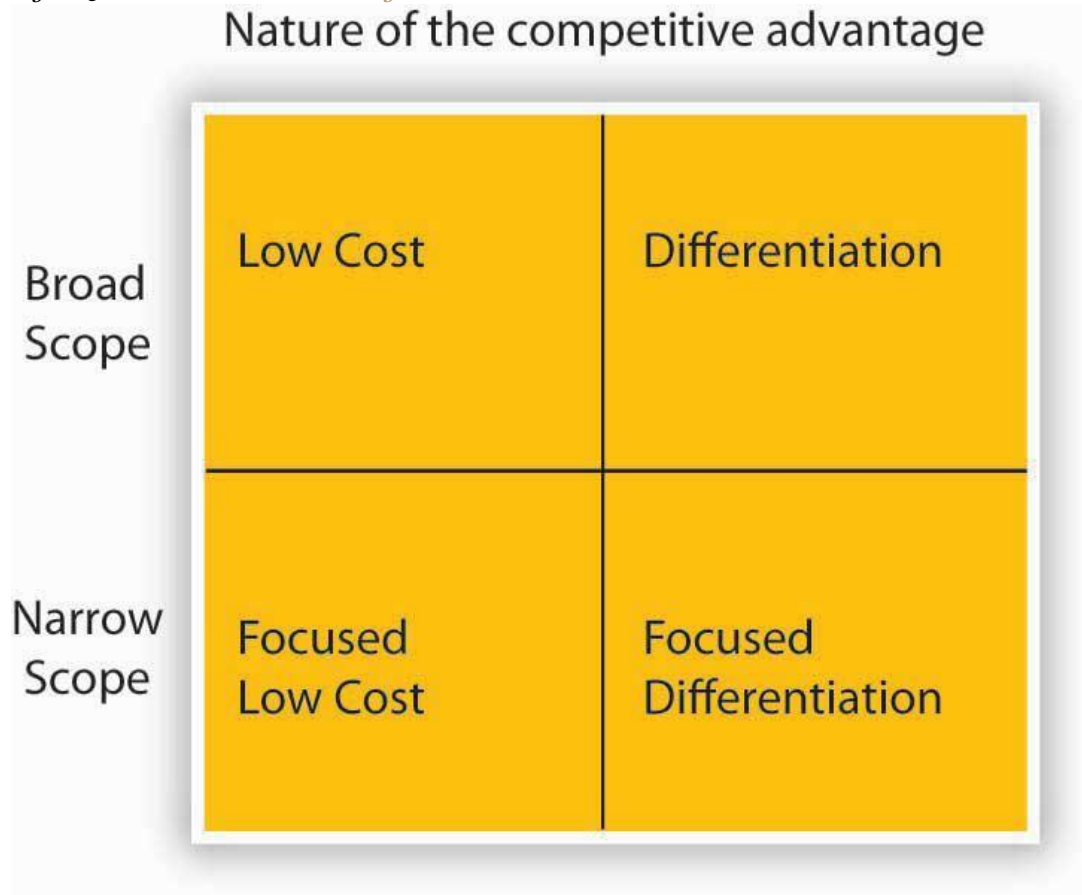 Nature of the competitive advantage
Low Cost
Differentiation
Broad
Scope
Narrow
Scope
Focused
Low Cost
Focused
Differentiation